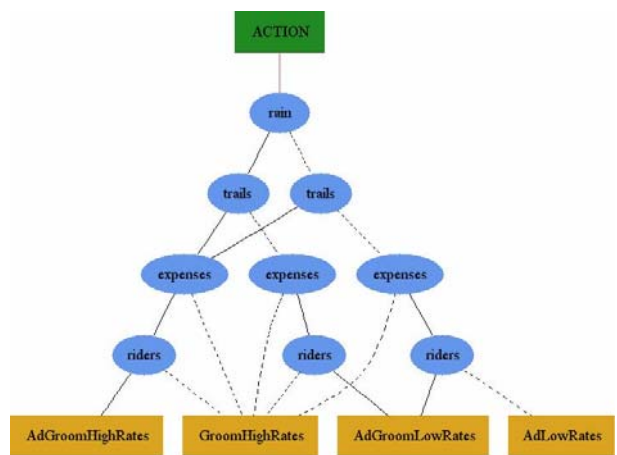 ACTION
rain
trails trails
expenses expenses expenses
riders riders riders
AdGroomHighRates GroomHighRates AdGroomLowRates AdLowRates